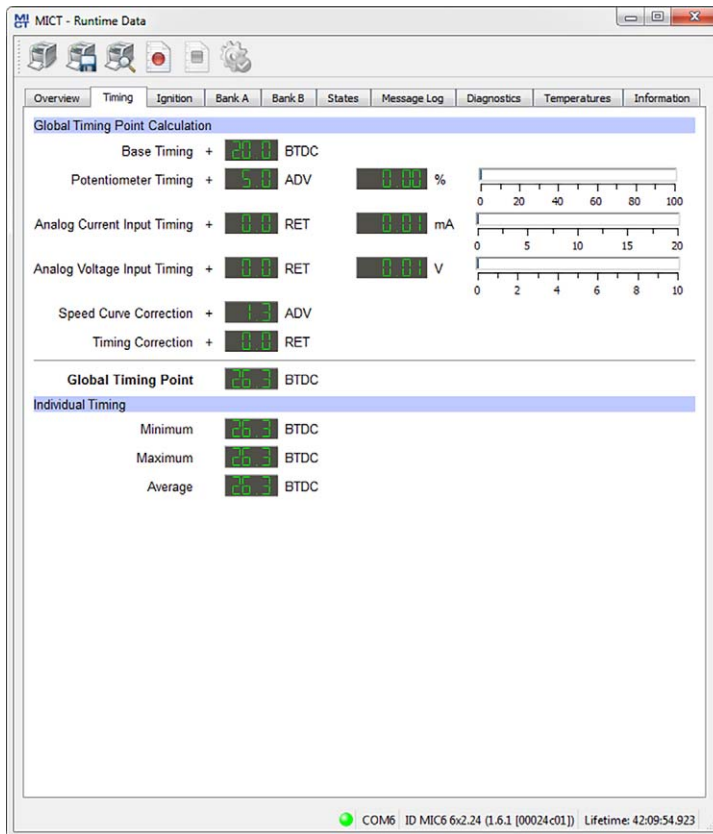 MICT - Runtime Data
Overview Timing Ignition Bank A Bank B States Message Log Diagnostics Temperatures Information
Global Timing Point Calculation
Base Timing + 20.0 BTDC
Potentiometer Timing + 5.0 ADV 0.00 %
0 20 40 60 80 100
Analog Current Input Timing + 0.0 RET 0.01 mA
0 5 10 15 20
Analog Voltage Input Timing + 0.0 RET 0.01 V
0 2 4 6 8 10
Speed Curve Correction + 1.3 ADV
Timing Correction + 0.0 RET
Global Timing Point 26.3 BTDC
Individual Timing
Minimum 26.3 BTDC
Maximum 26.3 BTDC
Average 26.3 BTDC
COM6 ID MIC6 6x2.24 (1.6.1 [00024c01]) Lifetime: 42:09:54.923